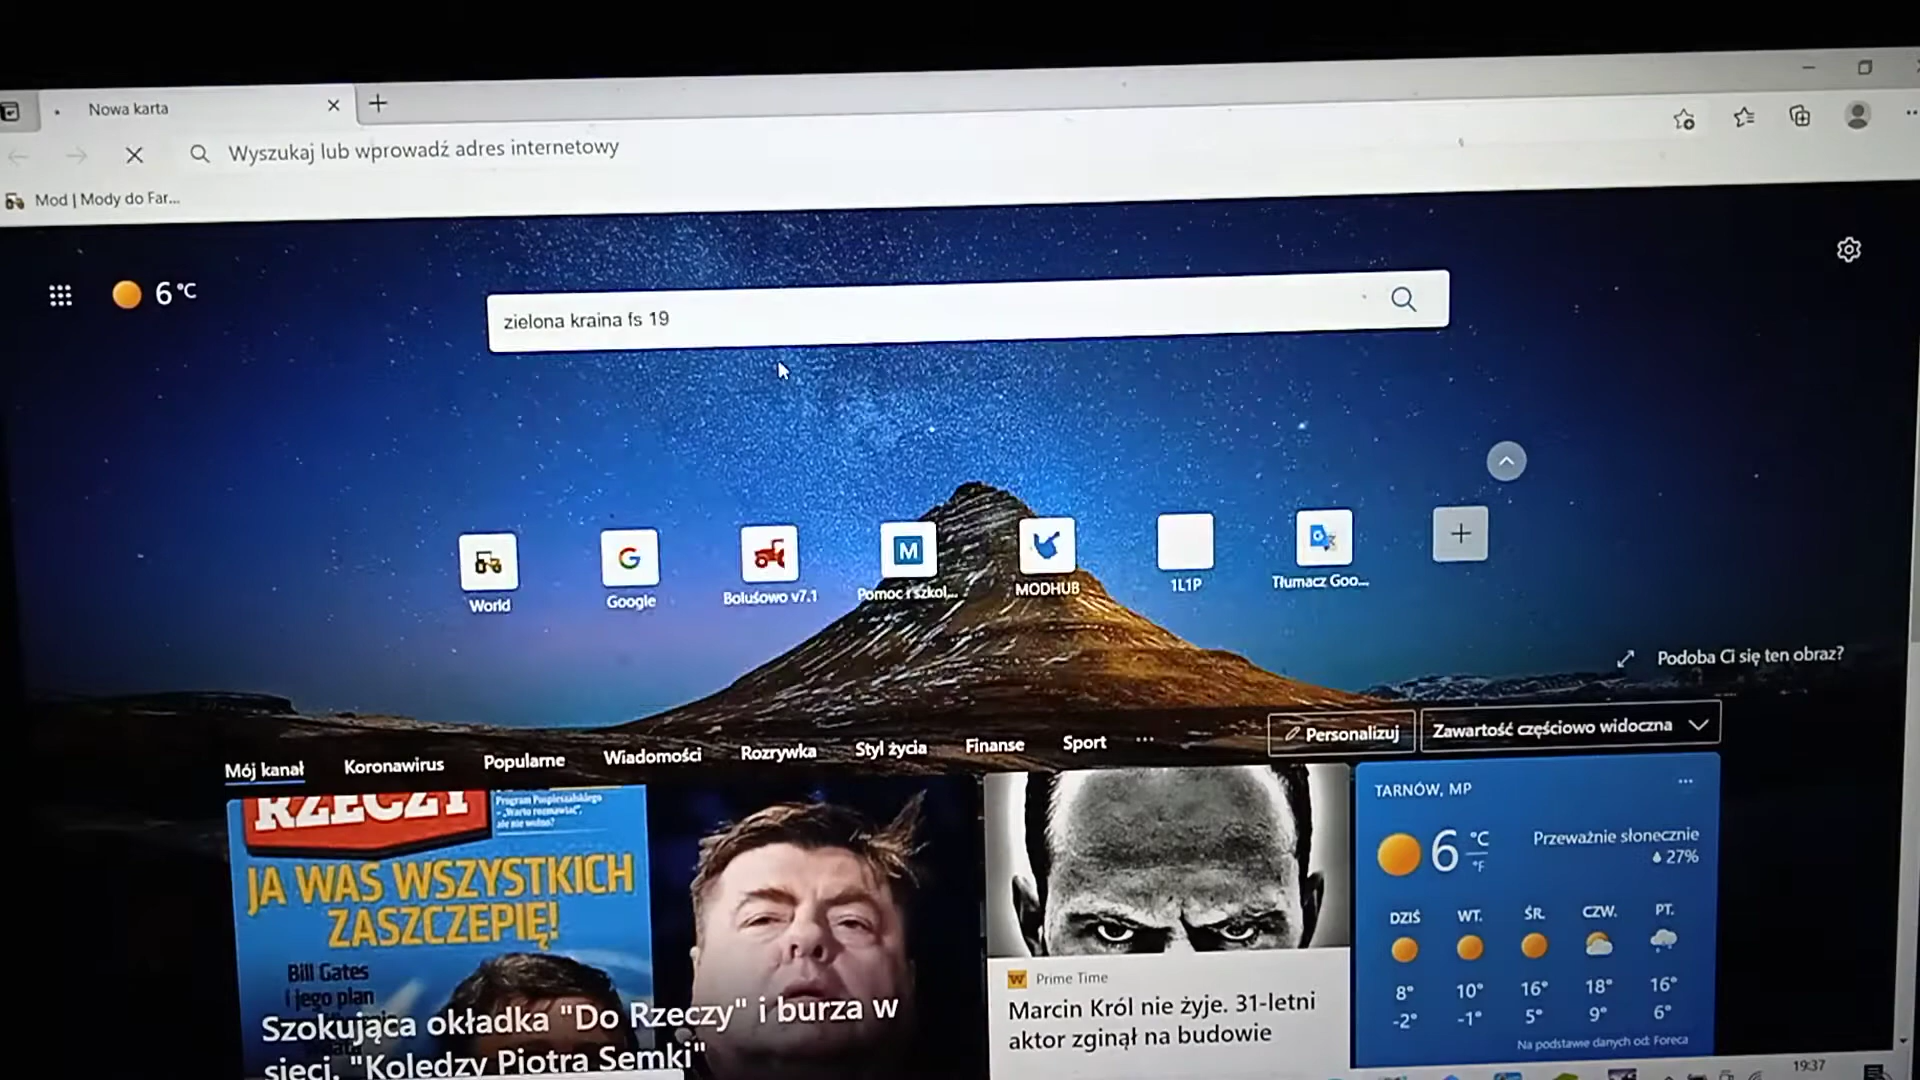 Nowa karta
Wyszukaj lub wprowadź adres internetowy
Mod | Mody do Far...
6 °C
zielona kraina fs 19
World
Google
Bolusowo v7.1
Pomoc i szkol...
MODHUB
1L1P
Tłumacz Goo...
Podoba Ci się ten obraz?
Personalizuj
Zawartość częściowo widoczna
Mój kanał
Koronawirus
Popularne
Wiadomości
Rozrywka
Styl życia
Finanse
Sport
...
RZECZY
JA WAS WSZYSTKICH
ZASZCZEPIĘ!
Bill Gates
i jego plan
Szokująca okładka "Do Rzeczy" i burza w
sieci. "Koledzy Piotra Semki"
Prime Time
Marcin Król nie żyje. 31-letni
aktor zginął na budowie
TARNÓW, MP
6 °C
°F
Przeważnie słonecznie
27%
DZIŚ WT. ŚR. CZW. PT.
8° 10° 16° 18° 16°
-2° -1° 5° 9° 6°
Na podstawie danych od: Foreca
19:37